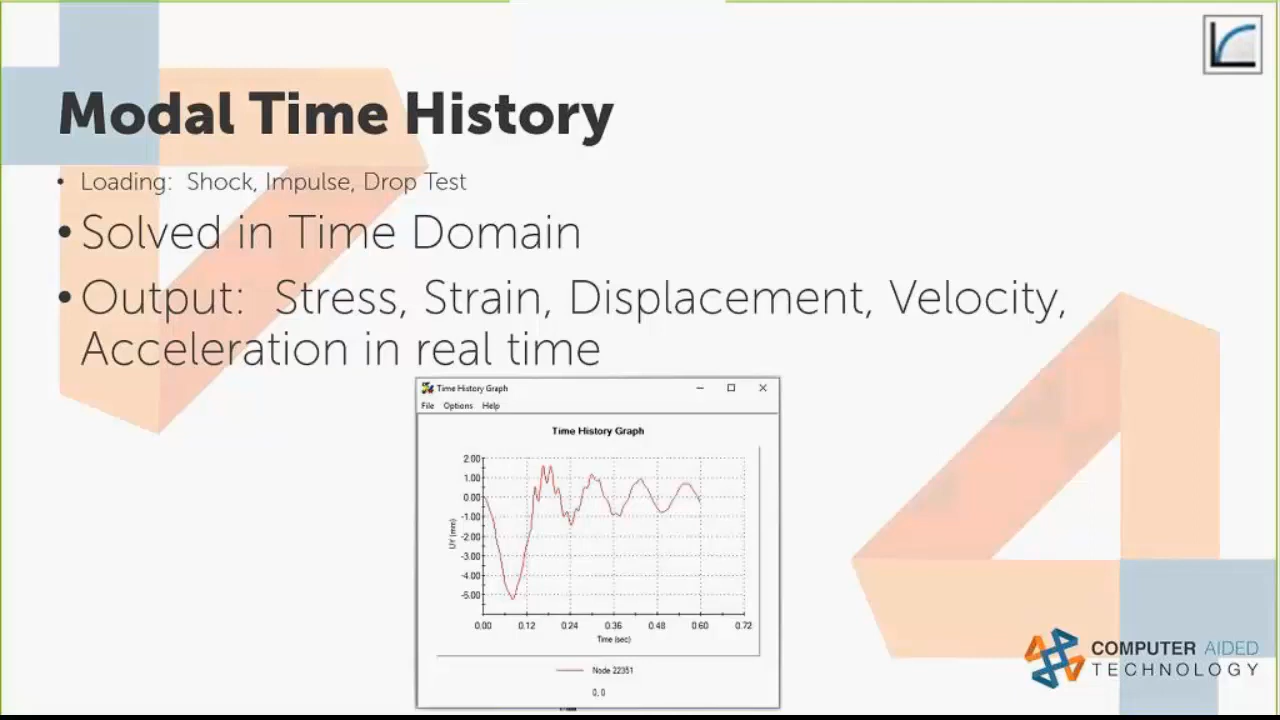 Modal Time History
• Loading: Shock, Impulse, Drop Test
• Solved in Time Domain
• Output: Stress, Strain, Displacement, Velocity,
Acceleration in real time
Time History Graph
File Options Help
Time History Graph
2.00
1.00
0.00
-1.00
-2.00
-3.00
-4.00
-5.00
UY (mm)
0.00 0.12 0.24 0.36 0.48 0.60 0.72
Time (sec)
Node 22351
0, 0
COMPUTER AIDED
TECHNOLOGY